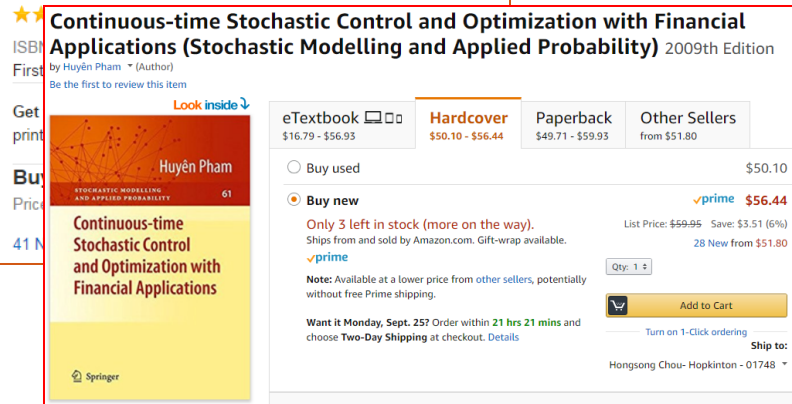 ISBN
First
Get
print
Buy
Price
41 N
Continuous-time Stochastic Control and Optimization with Financial
Applications (Stochastic Modelling and Applied Probability) 2009th Edition
by Huyên Pham (Author)
Be the first to review this item
Look inside
Huyên Pham
STOCHASTIC MODELLING
AND APPLIED PROBABILITY 61
Continuous-time
Stochastic Control
and Optimization with
Financial Applications
Springer
eTextbook
$16.79 - $56.93
Hardcover
$50.10 - $56.44
Paperback
$49.71 - $59.93
Other Sellers
from $51.80
Buy used $50.10
Buy new prime $56.44
Only 3 left in stock (more on the way).
Ships from and sold by Amazon.com. Gift-wrap available.
prime
Note: Available at a lower price from other sellers, potentially
without free Prime shipping.
Want it Monday, Sept. 25? Order within 21 hrs 21 mins and
choose Two-Day Shipping at checkout. Details
List Price: $59.95 Save: $3.51 (6%)
28 New from $51.80
Qty: 1
Add to Cart
Turn on 1-Click ordering
Ship to:
Hongsong Chou- Hopkinton - 01748